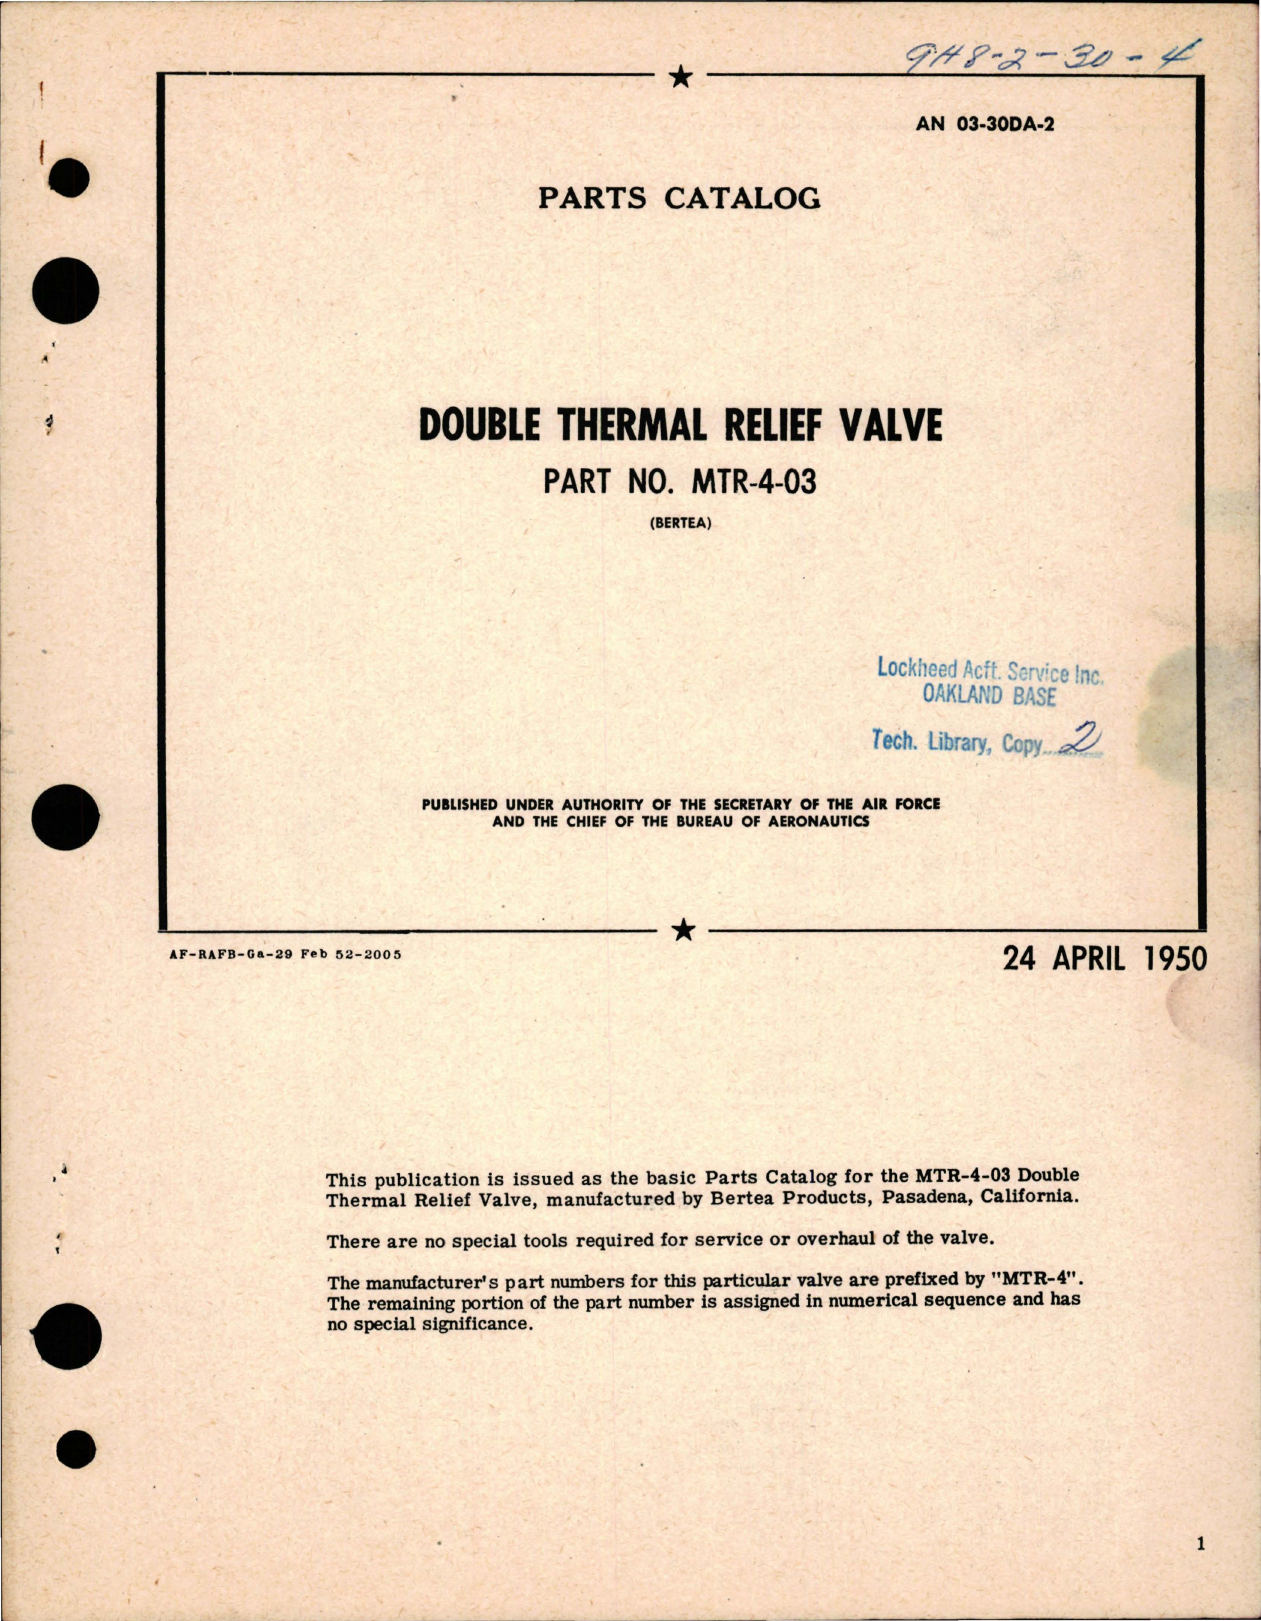 9H8-2-30-4
AN 03-30DA-2
PARTS CATALOG
DOUBLE THERMAL RELIEF VALVE
PART NO. MTR-4-03
(BERTEA)
Lockheed Acft. Service Inc.
OAKLAND BASE
Tech. Library, Copy 2
PUBLISHED UNDER AUTHORITY OF THE SECRETARY OF THE AIR FORCE
AND THE CHIEF OF THE BUREAU OF AERONAUTICS
AF-RAFB-Ga-29 Feb 52-2005
24 APRIL 1950
This publication is issued as the basic Parts Catalog for the MTR-4-03 Double
Thermal Relief Valve, manufactured by Bertea Products, Pasadena, California.
There are no special tools required for service or overhaul of the valve.
The manufacturer's part numbers for this particular valve are prefixed by "MTR-4".
The remaining portion of the part number is assigned in numerical sequence and has
no special significance.
1